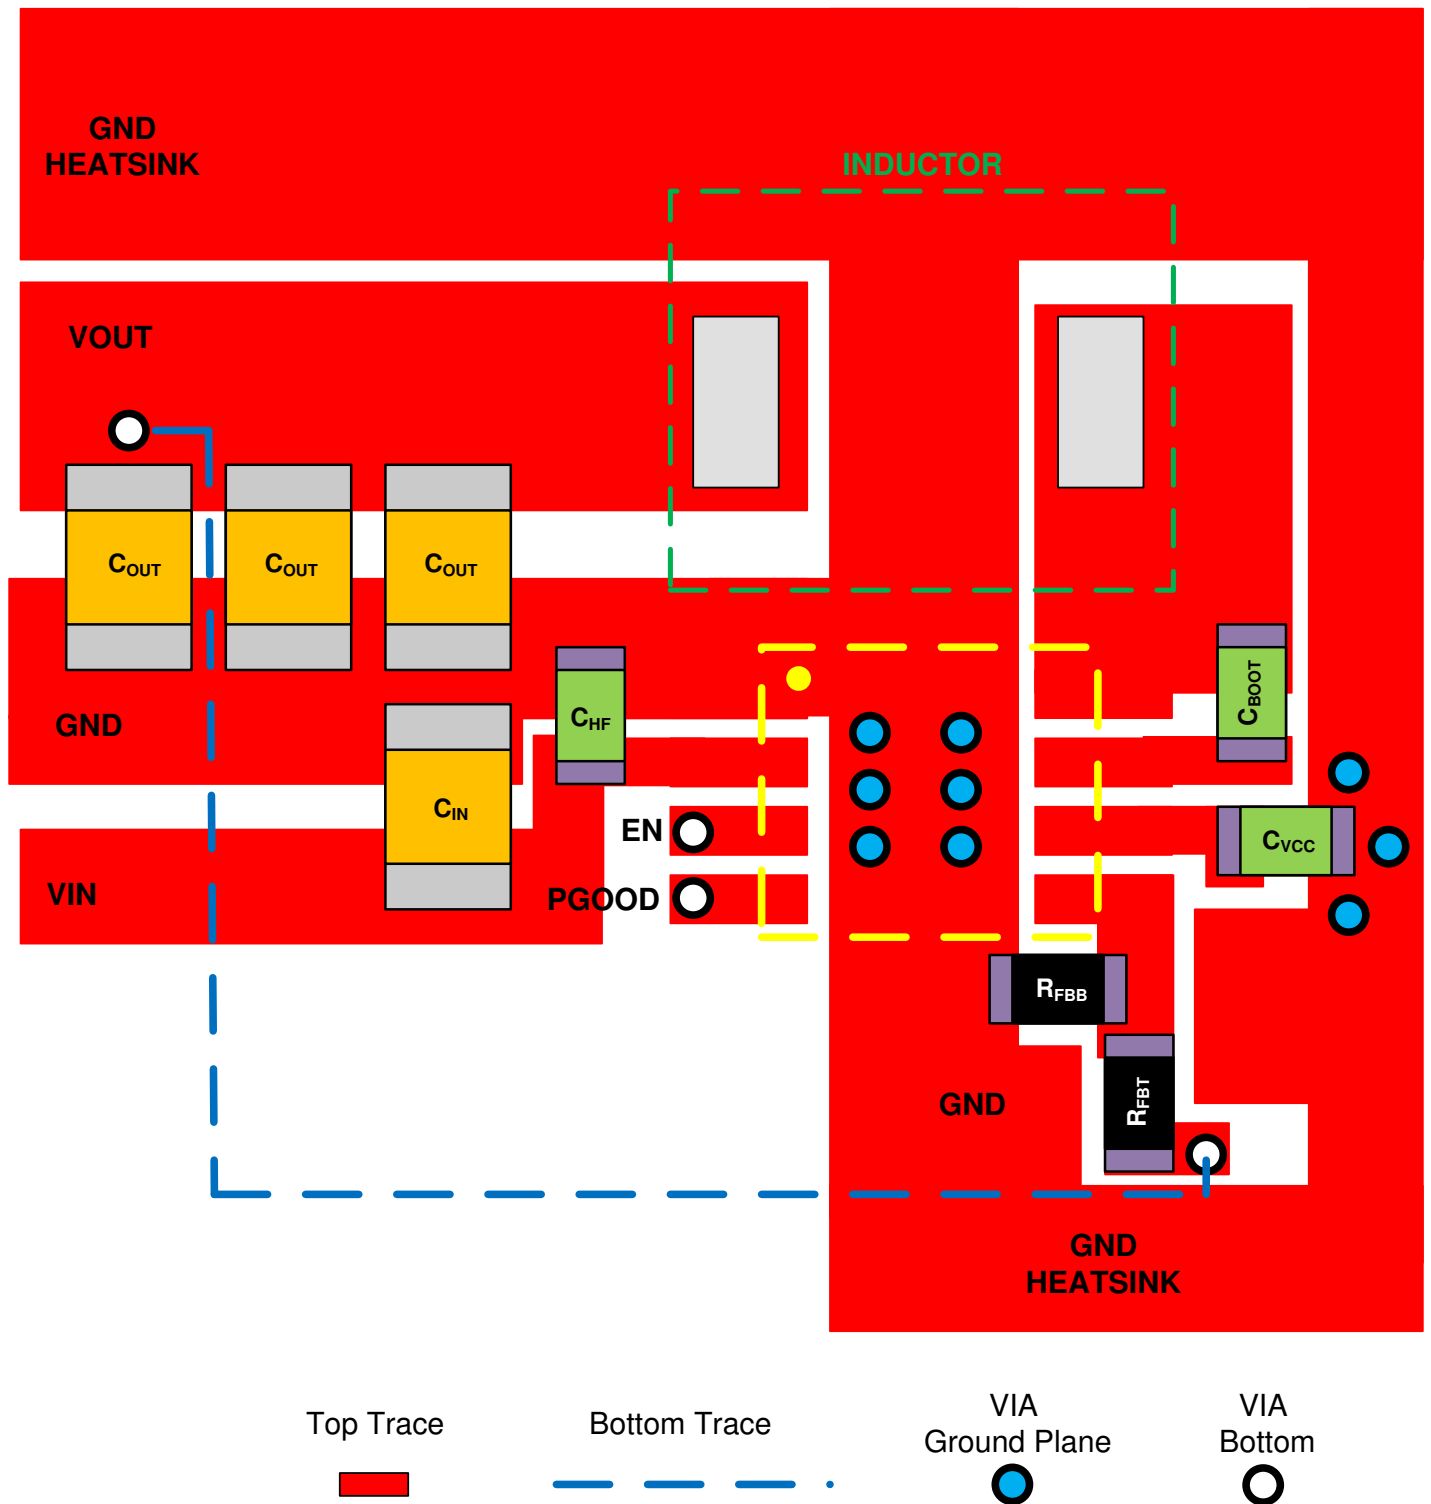 GND
HEATSINK
INDUCTOR
VOUT
COUT
COUT
COUT
CHF
CBOOT
GND
CIN
EN
CVCC
VIN
PGOOD
RFBB
GND
RFBT
GND
HEATSINK
Top Trace
Bottom Trace
VIA
Ground Plane
VIA
Bottom